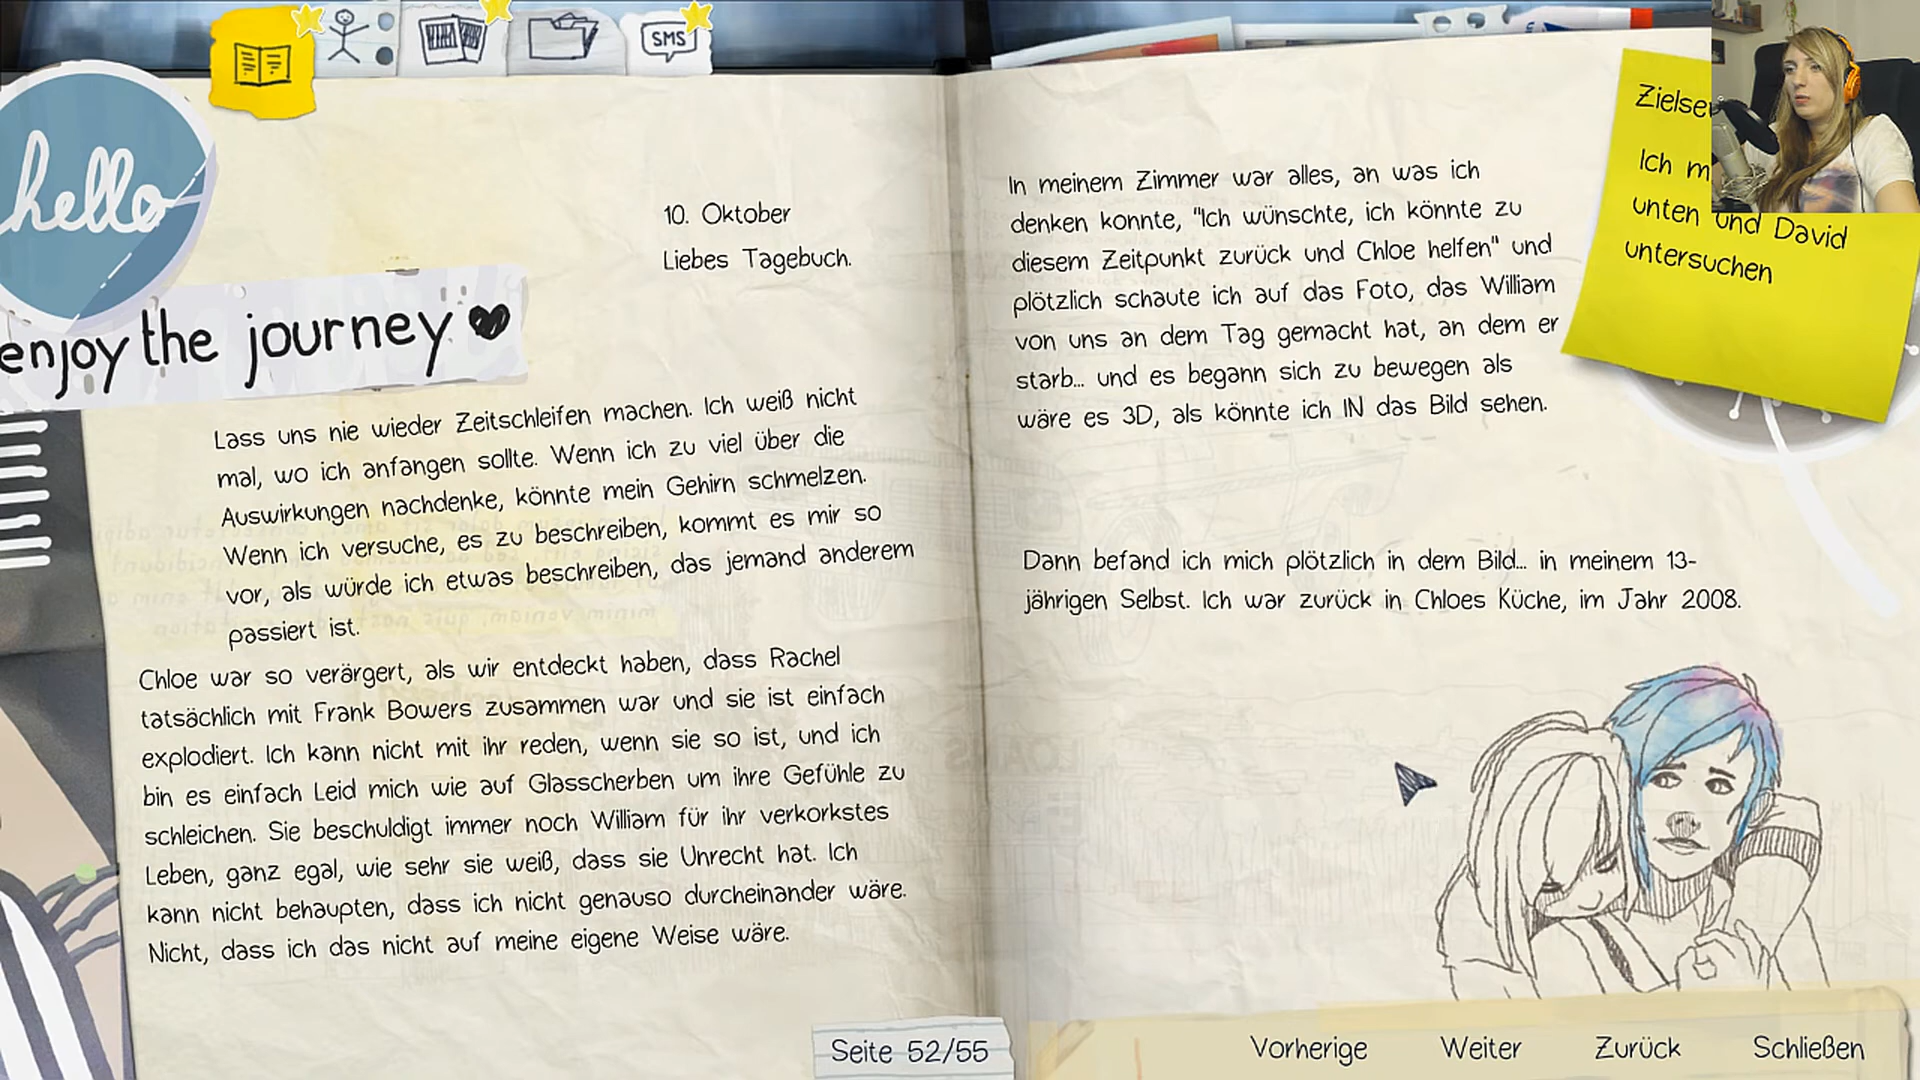 SMS
hello
enjoy the journey
10. Oktober
Liebes Tagebuch.
Lass uns nie wieder Zeitschleifen machen. Ich weiß nicht
mal, wo ich anfangen sollte. Wenn ich zu viel über die
Auswirkungen nachdenke, könnte mein Gehirn schmelzen.
Wenn ich versuche, es zu beschreiben, kommt es mir so
vor, als würde ich etwas beschreiben, das jemand anderem
passiert ist.
Chloe war so verärgert, als wir entdeckt haben, dass Rachel
tatsächlich mit Frank Bowers zusammen war und sie ist einfach
explodiert. Ich kann nicht mit ihr reden, wenn sie so ist, und ich
bin es einfach Leid mich wie auf Glasscherben um ihre Gefühle zu
schleichen. Sie beschuldigt immer noch William für ihr verkorkstes
Leben, ganz egal, wie sehr sie weiß, dass sie Unrecht hat. Ich
kann nicht behaupten, dass ich nicht genauso durcheinander wäre.
Nicht, dass ich das nicht auf meine eigene Weise wäre.
In meinem Zimmer war alles, an was ich
denken konnte, "Ich wünschte, ich könnte zu
diesem Zeitpunkt zurück und Chloe helfen" und
plötzlich schaute ich auf das Foto, das William
von uns an dem Tag gemacht hat, an dem er
starb... und es begann sich zu bewegen als
wäre es 3D, als könnte ich IN das Bild sehen.
Dann befand ich mich plötzlich in dem Bild... in meinem 13-
jährigen Selbst. Ich war zurück in Chloes Küche, im Jahr 2008.
Ich
unten und David
untersuchen
Seite 52/55
Vorherige Weiter Zurück Schließen